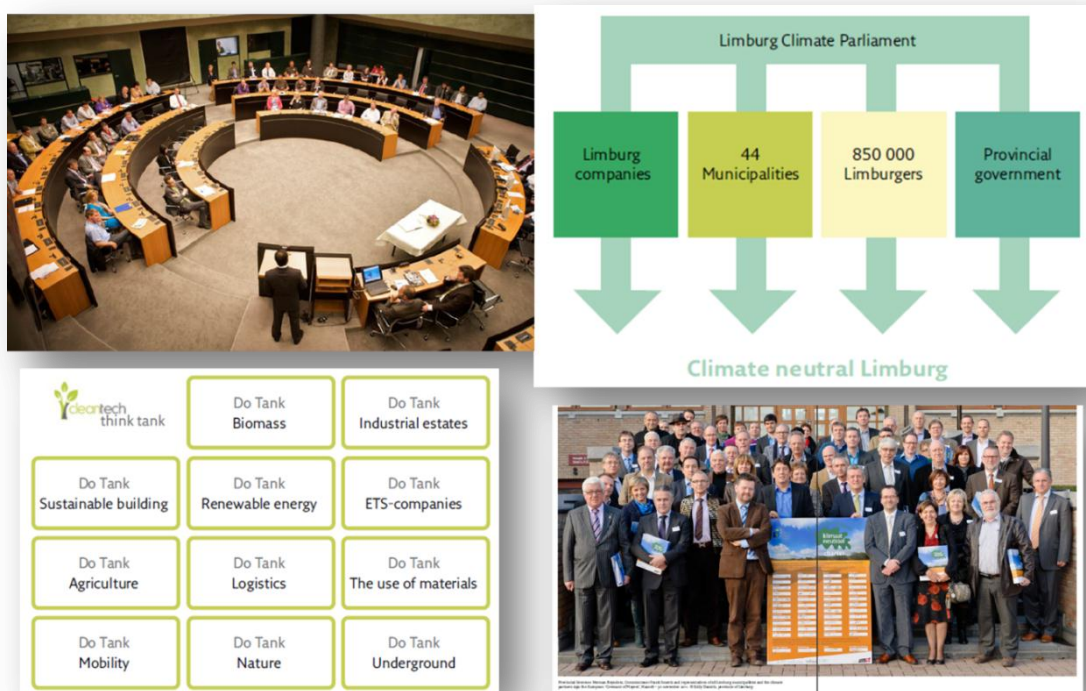 Limburg Climate Parliament
Limburg
companies
44
Municipalities
850 000
Limburgers
Provincial
government
Climate neutral Limburg
cleantech
think tank
Do Tank
Biomass
Do Tank
Industrial estates
Do Tank
Sustainable building
Do Tank
Renewable energy
Do Tank
ETS-companies
Do Tank
Agriculture
Do Tank
Logistics
Do Tank
The use of materials
Do Tank
Mobility
Do Tank
Nature
Do Tank
Underground
klimaat
neutraal